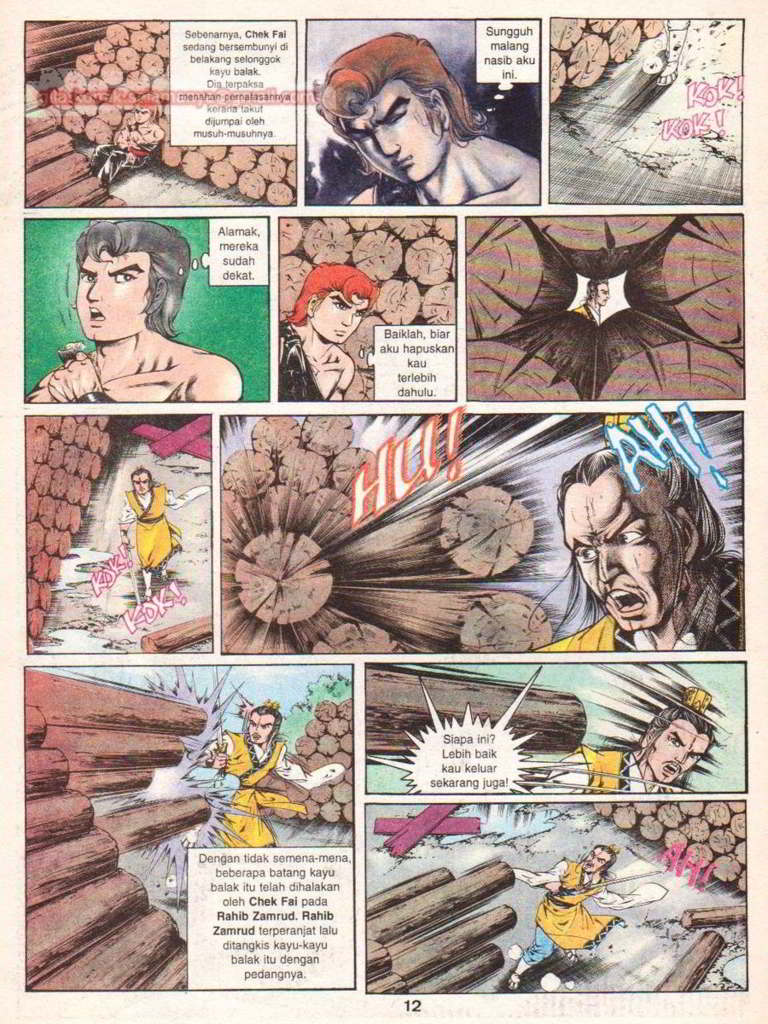 Sebenarnya, Chek Fai
sedang bersembunyi di
belakang selonggok
kayu balak.
Dia terpaksa
menahan pernafasannya
kerana takut
dijumpai oleh
musuh-musuhnya.
Sungguh
malang
nasib aku
ini.
KOK!
KOK!
Alamak,
mereka
sudah
dekat.
Baiklah, biar
aku hapuskan
kau
terlebih
dahulu.
KOK!
KOK!
HU!
AH!
Dengan tidak semena-mena,
beberapa batang kayu
balak itu telah dihalakan
oleh Chek Fai pada
Rahib Zamrud. Rahib
Zamrud terperanjat lalu
ditangkis kayu-kayu
balak itu dengan
pedangnya.
Siapa ini?
Lebih baik
kau keluar
sekarang juga!
AH!
12